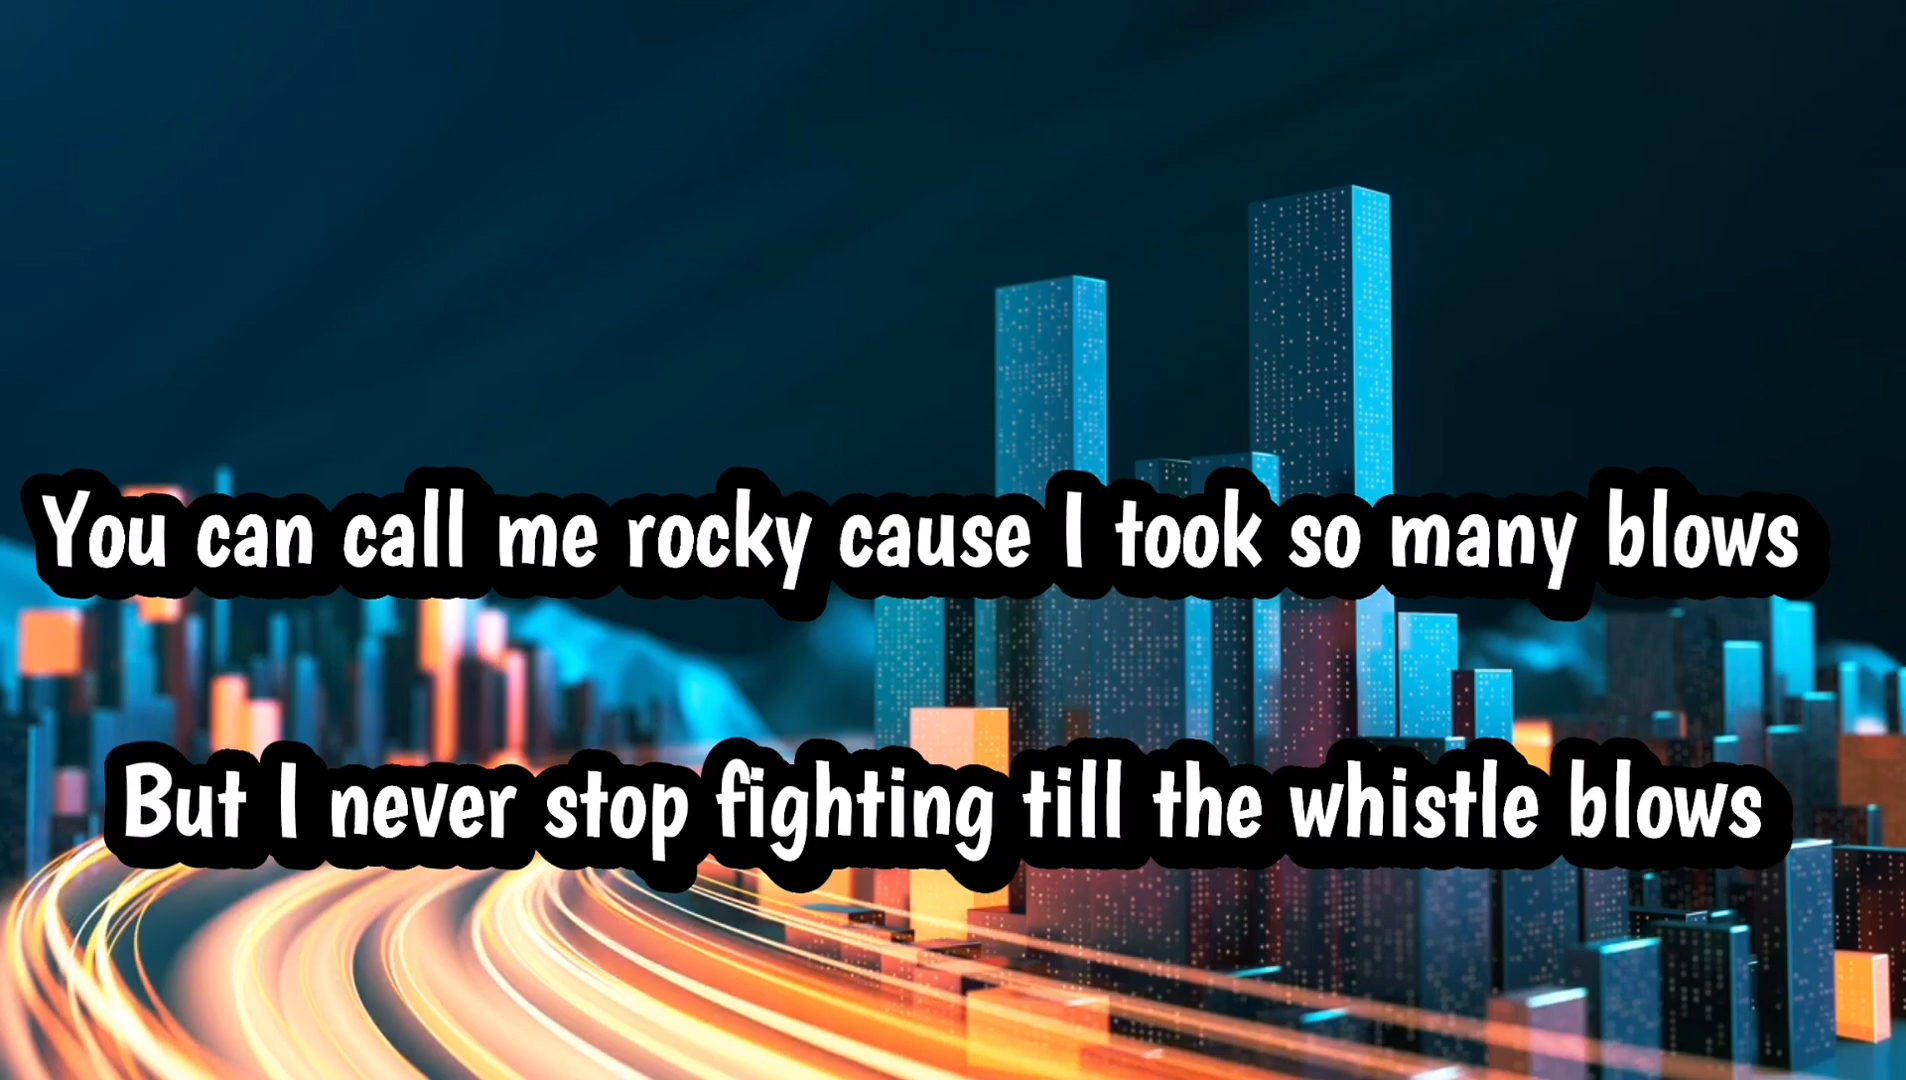 You can call me rocky cause I took so many blows
But I never stop fighting till the whistle blows